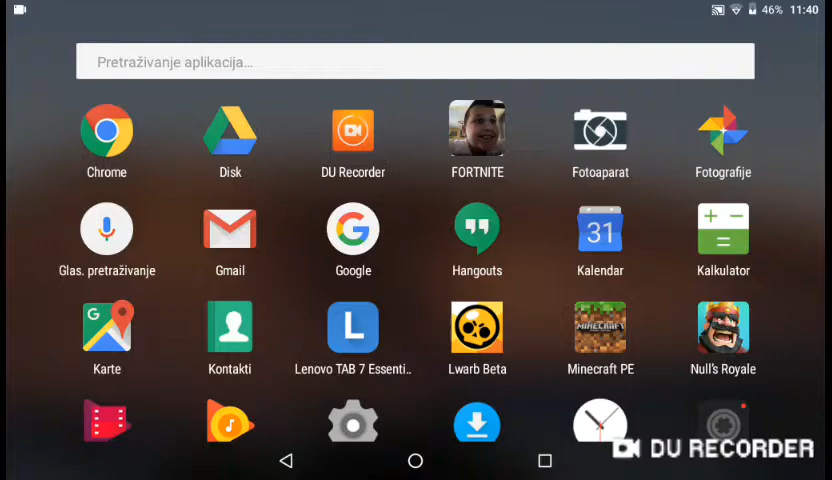 46% 11:40
Pretraživanje aplikacija...
Chrome
Disk
DU Recorder
FORTNITE
Fotoaparat
Fotografije
Glas. pretraživanje
Gmail
Google
Hangouts
31
Kalendar
Kalkulator
G
Karte
Kontakti
L
Lenovo TAB 7 Essenti..
Lwarb Beta
MINECRAFT
Minecraft PE
Null's Royale
DU RECORDER